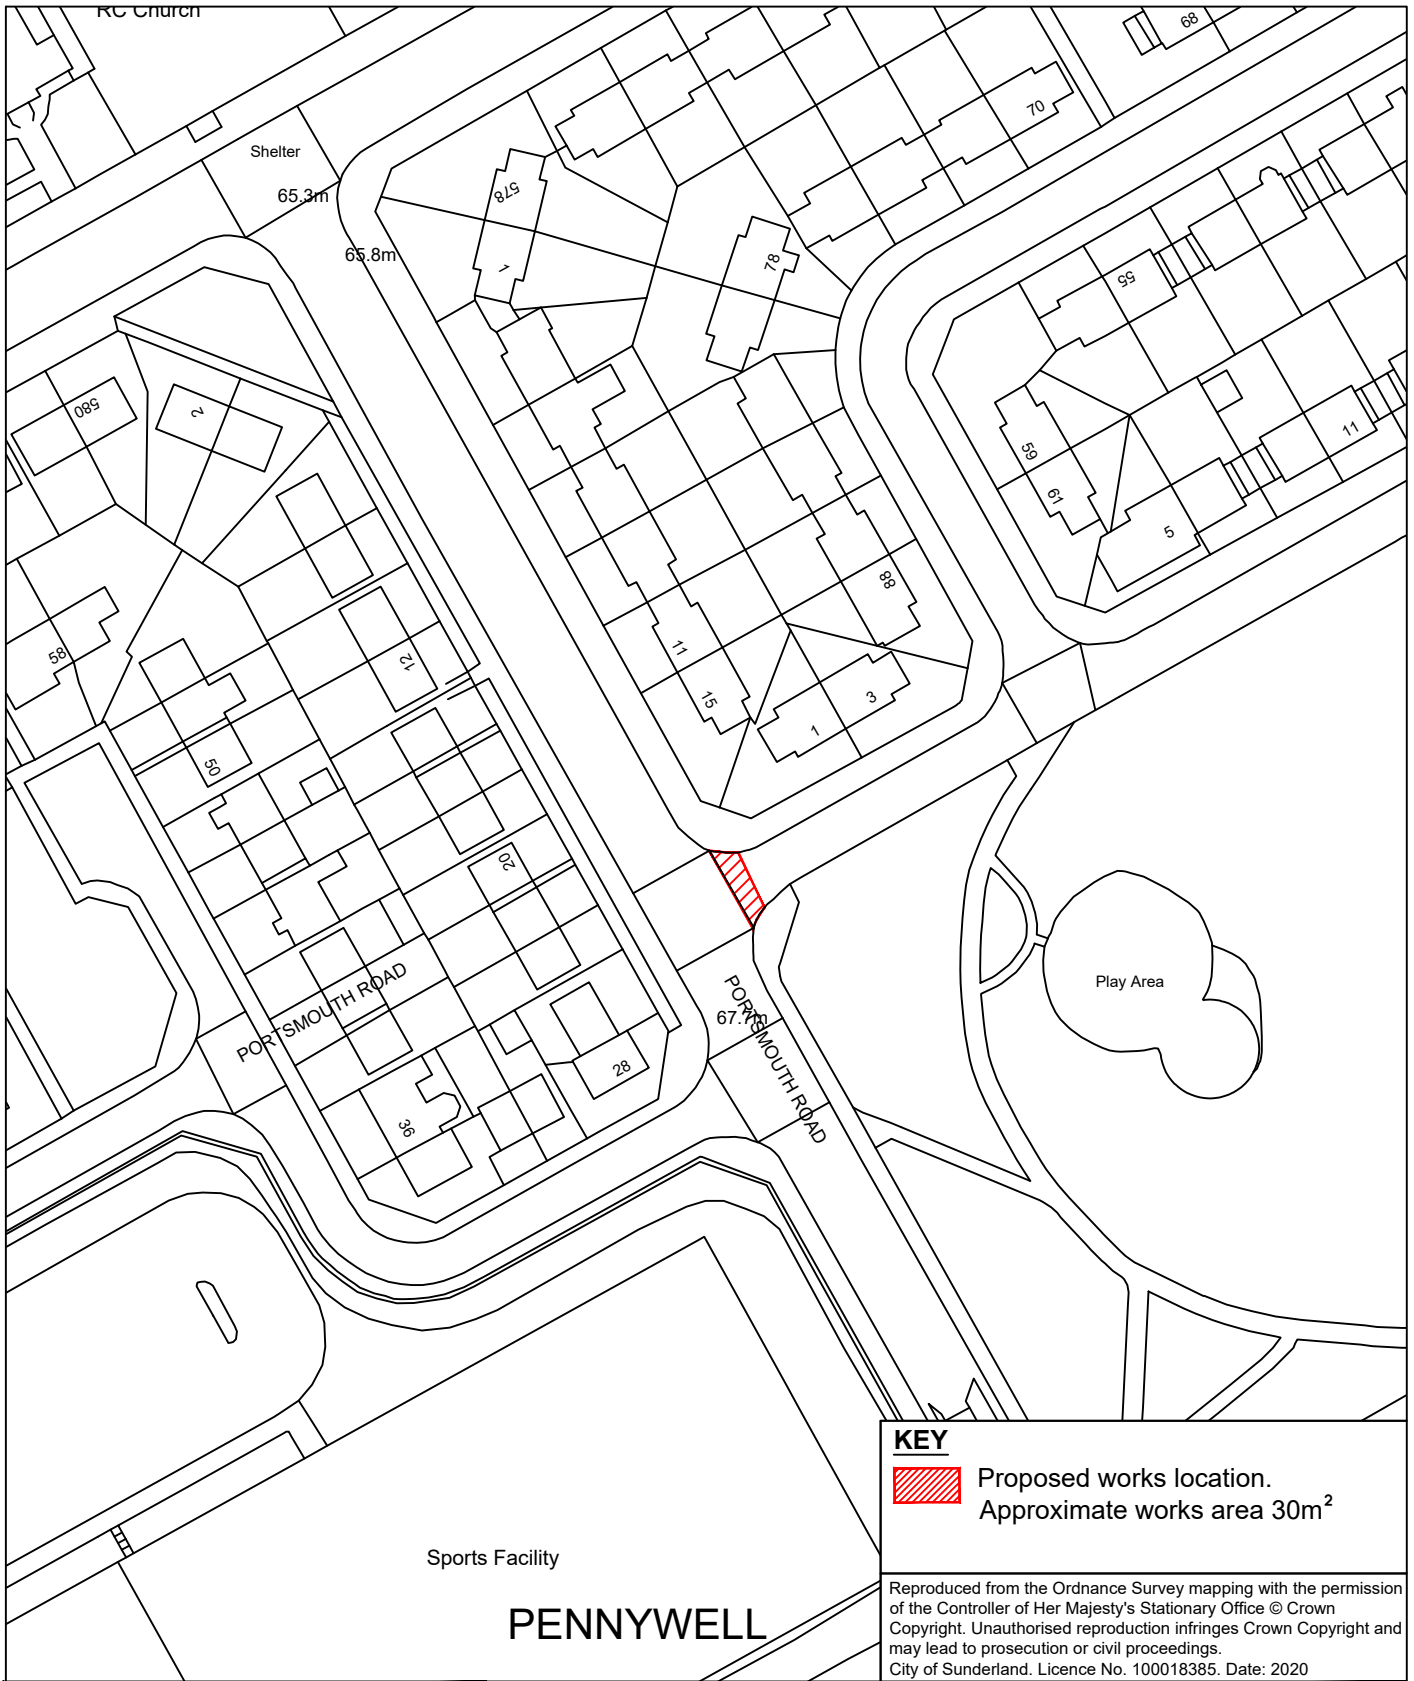 RC Church
68
70
Shelter
65.3m
578
65.8m
1
78
55
580
2
59
61
11
5
88
58
12
11
15
3
1
50
20
PORTSMOUTH ROAD
Play Area
67.7m
PORTSMOUTH ROAD
28
36
KEY
Proposed works location.
Approximate works area 30m²
Sports Facility
PENNYWELL
Reproduced from the Ordnance Survey mapping with the permission
of the Controller of Her Majesty's Stationary Office © Crown
Copyright. Unauthorised reproduction infringes Crown Copyright and
may lead to prosecution or civil proceedings.
City of Sunderland. Licence No. 100018385. Date: 2020